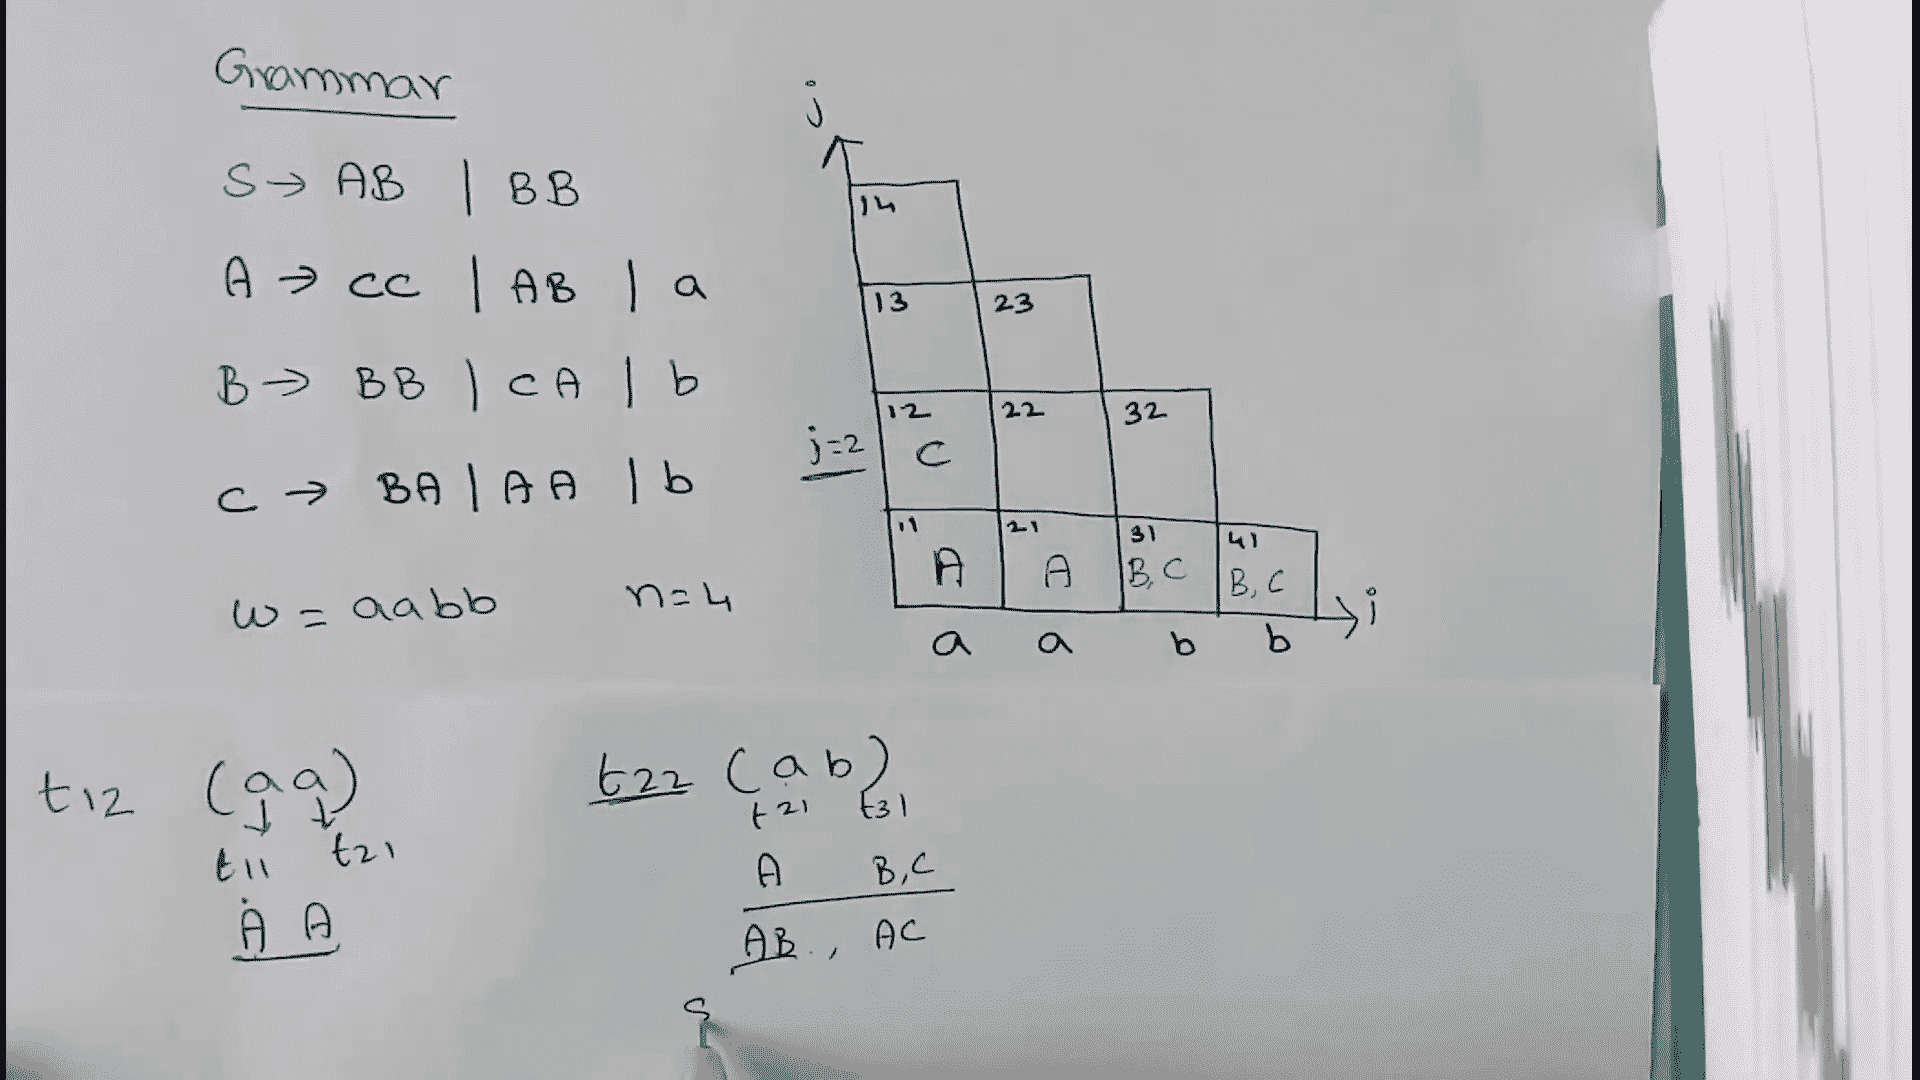 Grammar
S → AB | BB
A → CC | AB | a
B → BB | CA | b
C → BA | AA | b
w = aabb n=4
j
14
13 23
12 22 32
j=2 C
11 21 31 41
A A B,C B,C
i
a a b b
t12 (aa)
t11 t21
A A
t22 (ab)
t21 t31
A B,C
AB , AC
S